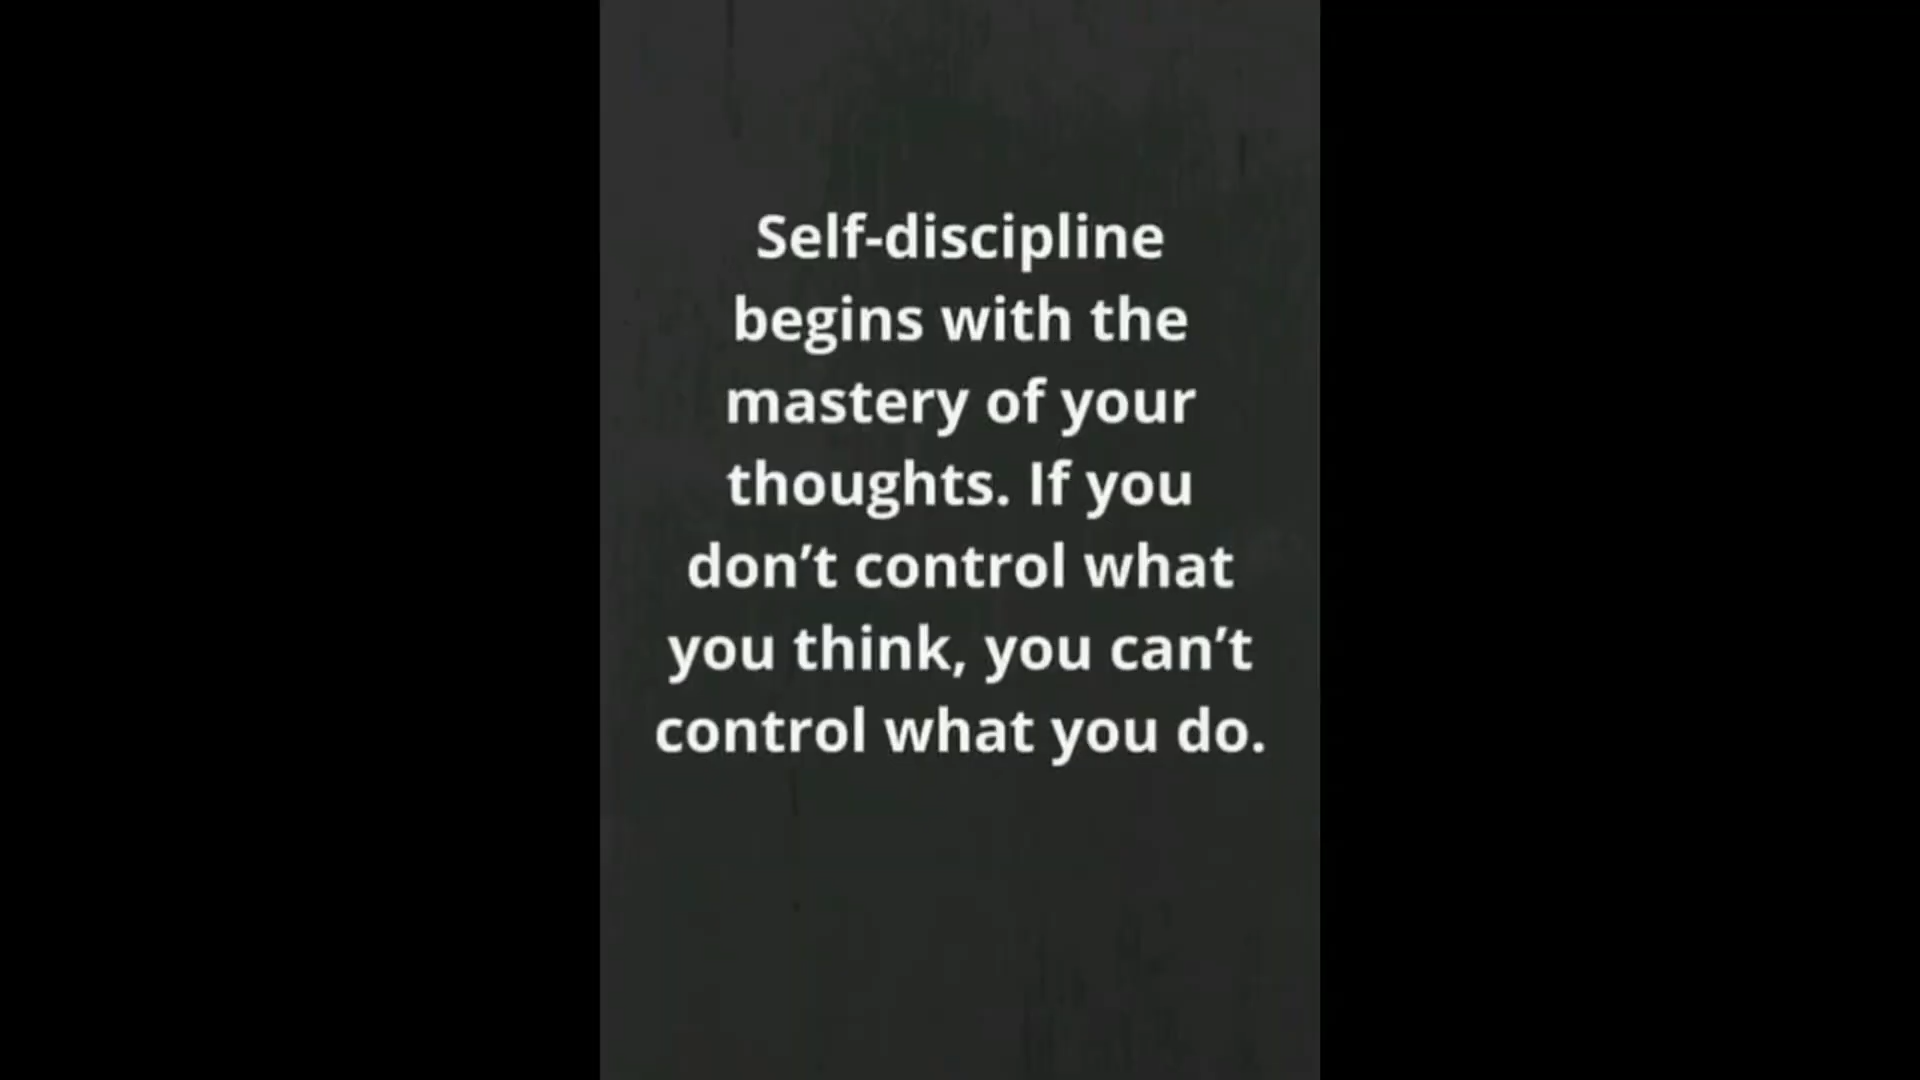 Self-discipline
begins with the
mastery of your
thoughts. If you
don’t control what
you think, you can’t
control what you do.